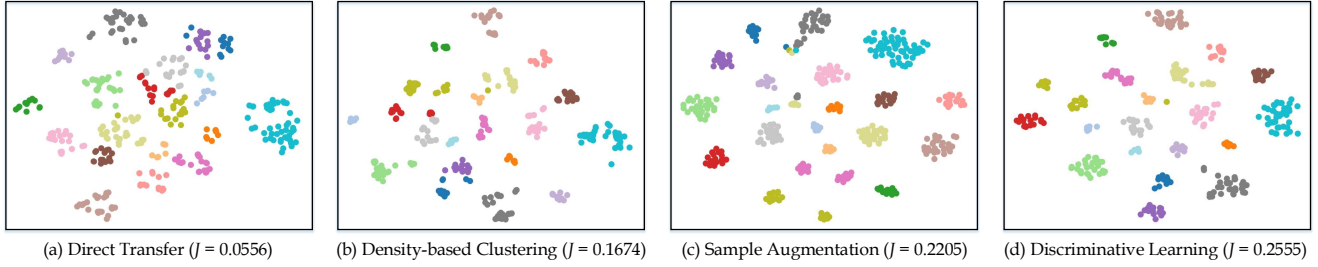 (a) Direct Transfer (J = 0.0556)
(b) Density-based Clustering (J = 0.1674)
(c) Sample Augmentation (J = 0.2205)
(d) Discriminative Learning (J = 0.2555)